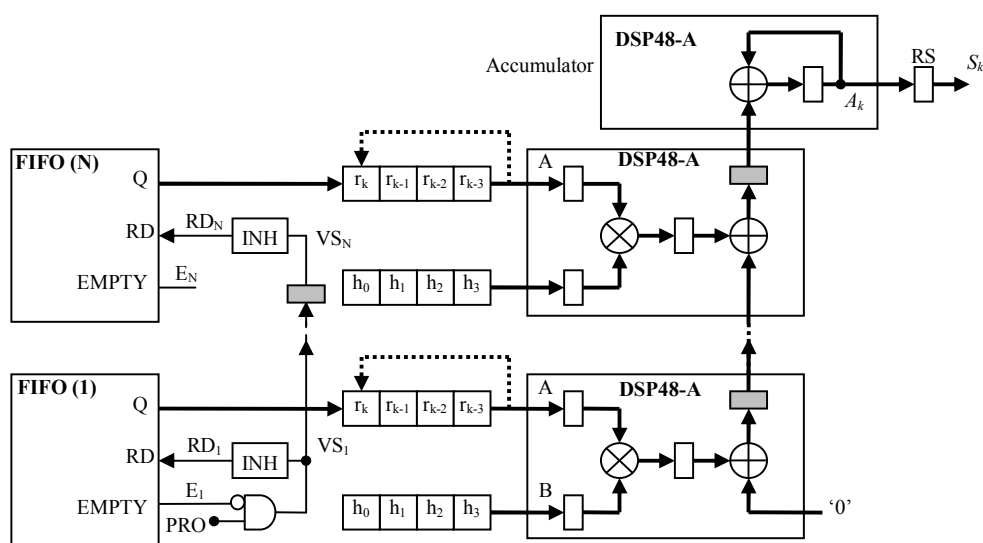 DSP48-A
Accumulator
RS
S_k
A_k
FIFO (N)
Q
RD
EMPTY
RD_N
INH
VS_N
E_N
r_k r_k-1 r_k-2 r_k-3
A
DSP48-A
h_0 h_1 h_2 h_3
FIFO (1)
Q
RD
EMPTY
RD_1
INH
VS_1
E_1
PRO
r_k r_k-1 r_k-2 r_k-3
A
DSP48-A
h_0 h_1 h_2 h_3
B
‘0’